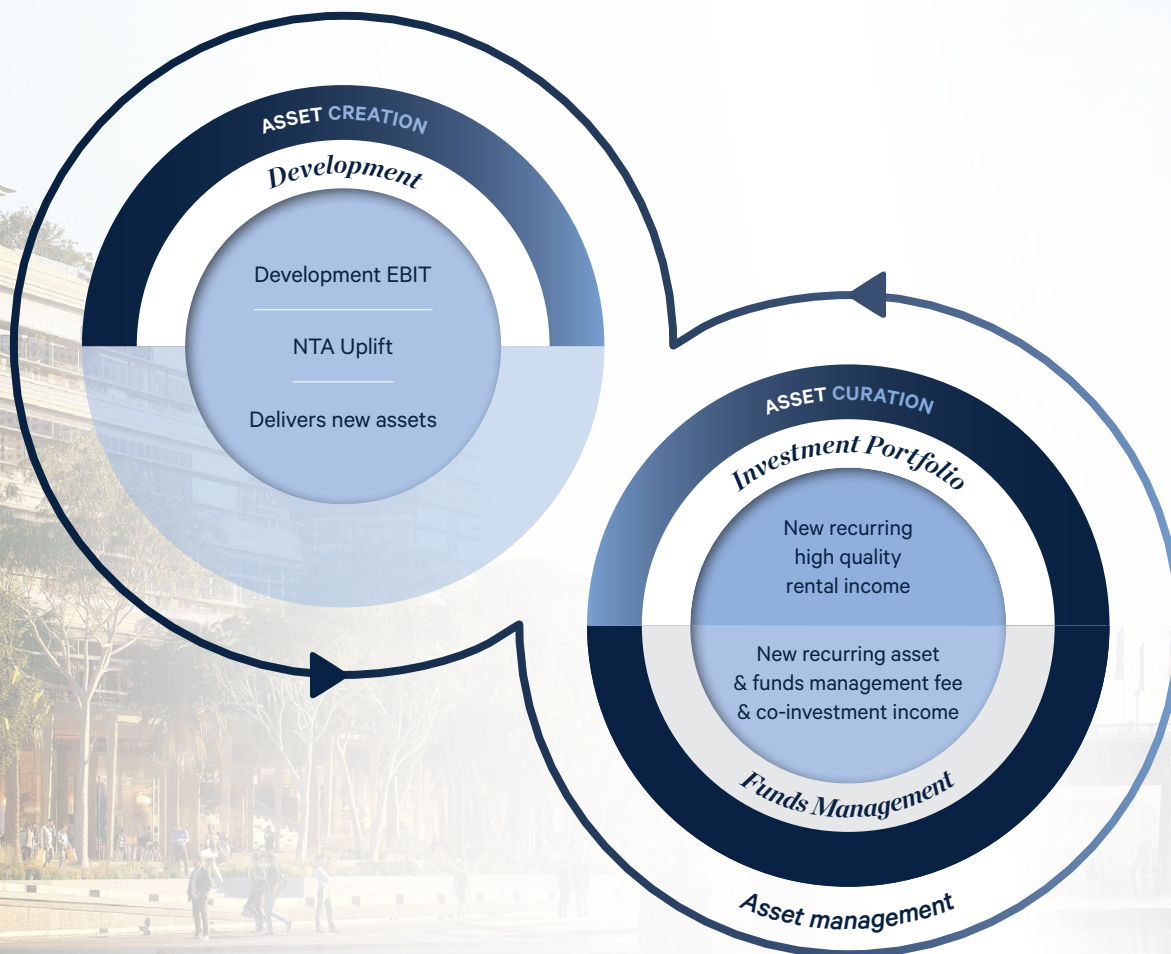 ASSET CREATION
Development
Development EBIT
NTA Uplift
Delivers new assets
ASSET CURATION
Investment Portfolio
New recurring
high quality
rental income
New recurring asset
& funds management fee
& co-investment income
Funds Management
Asset management